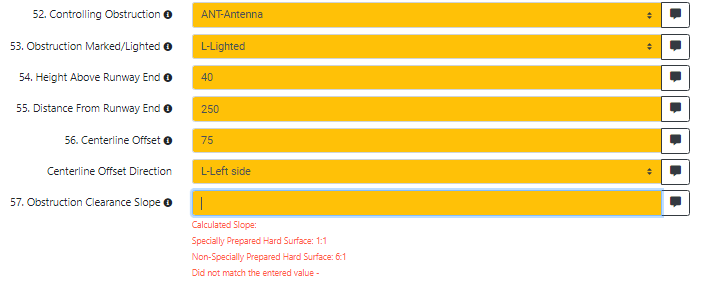 52. Controlling Obstruction
ANT-Antenna
53. Obstruction Marked/Lighted
L-Lighted
54. Height Above Runway End
40
55. Distance From Runway End
250
56. Centerline Offset
75
Centerline Offset Direction
L-Left side
57. Obstruction Clearance Slope
Calculated Slope:
Specially Prepared Hard Surface: 1:1
Non-Specially Prepared Hard Surface: 6:1
Did not match the entered value -